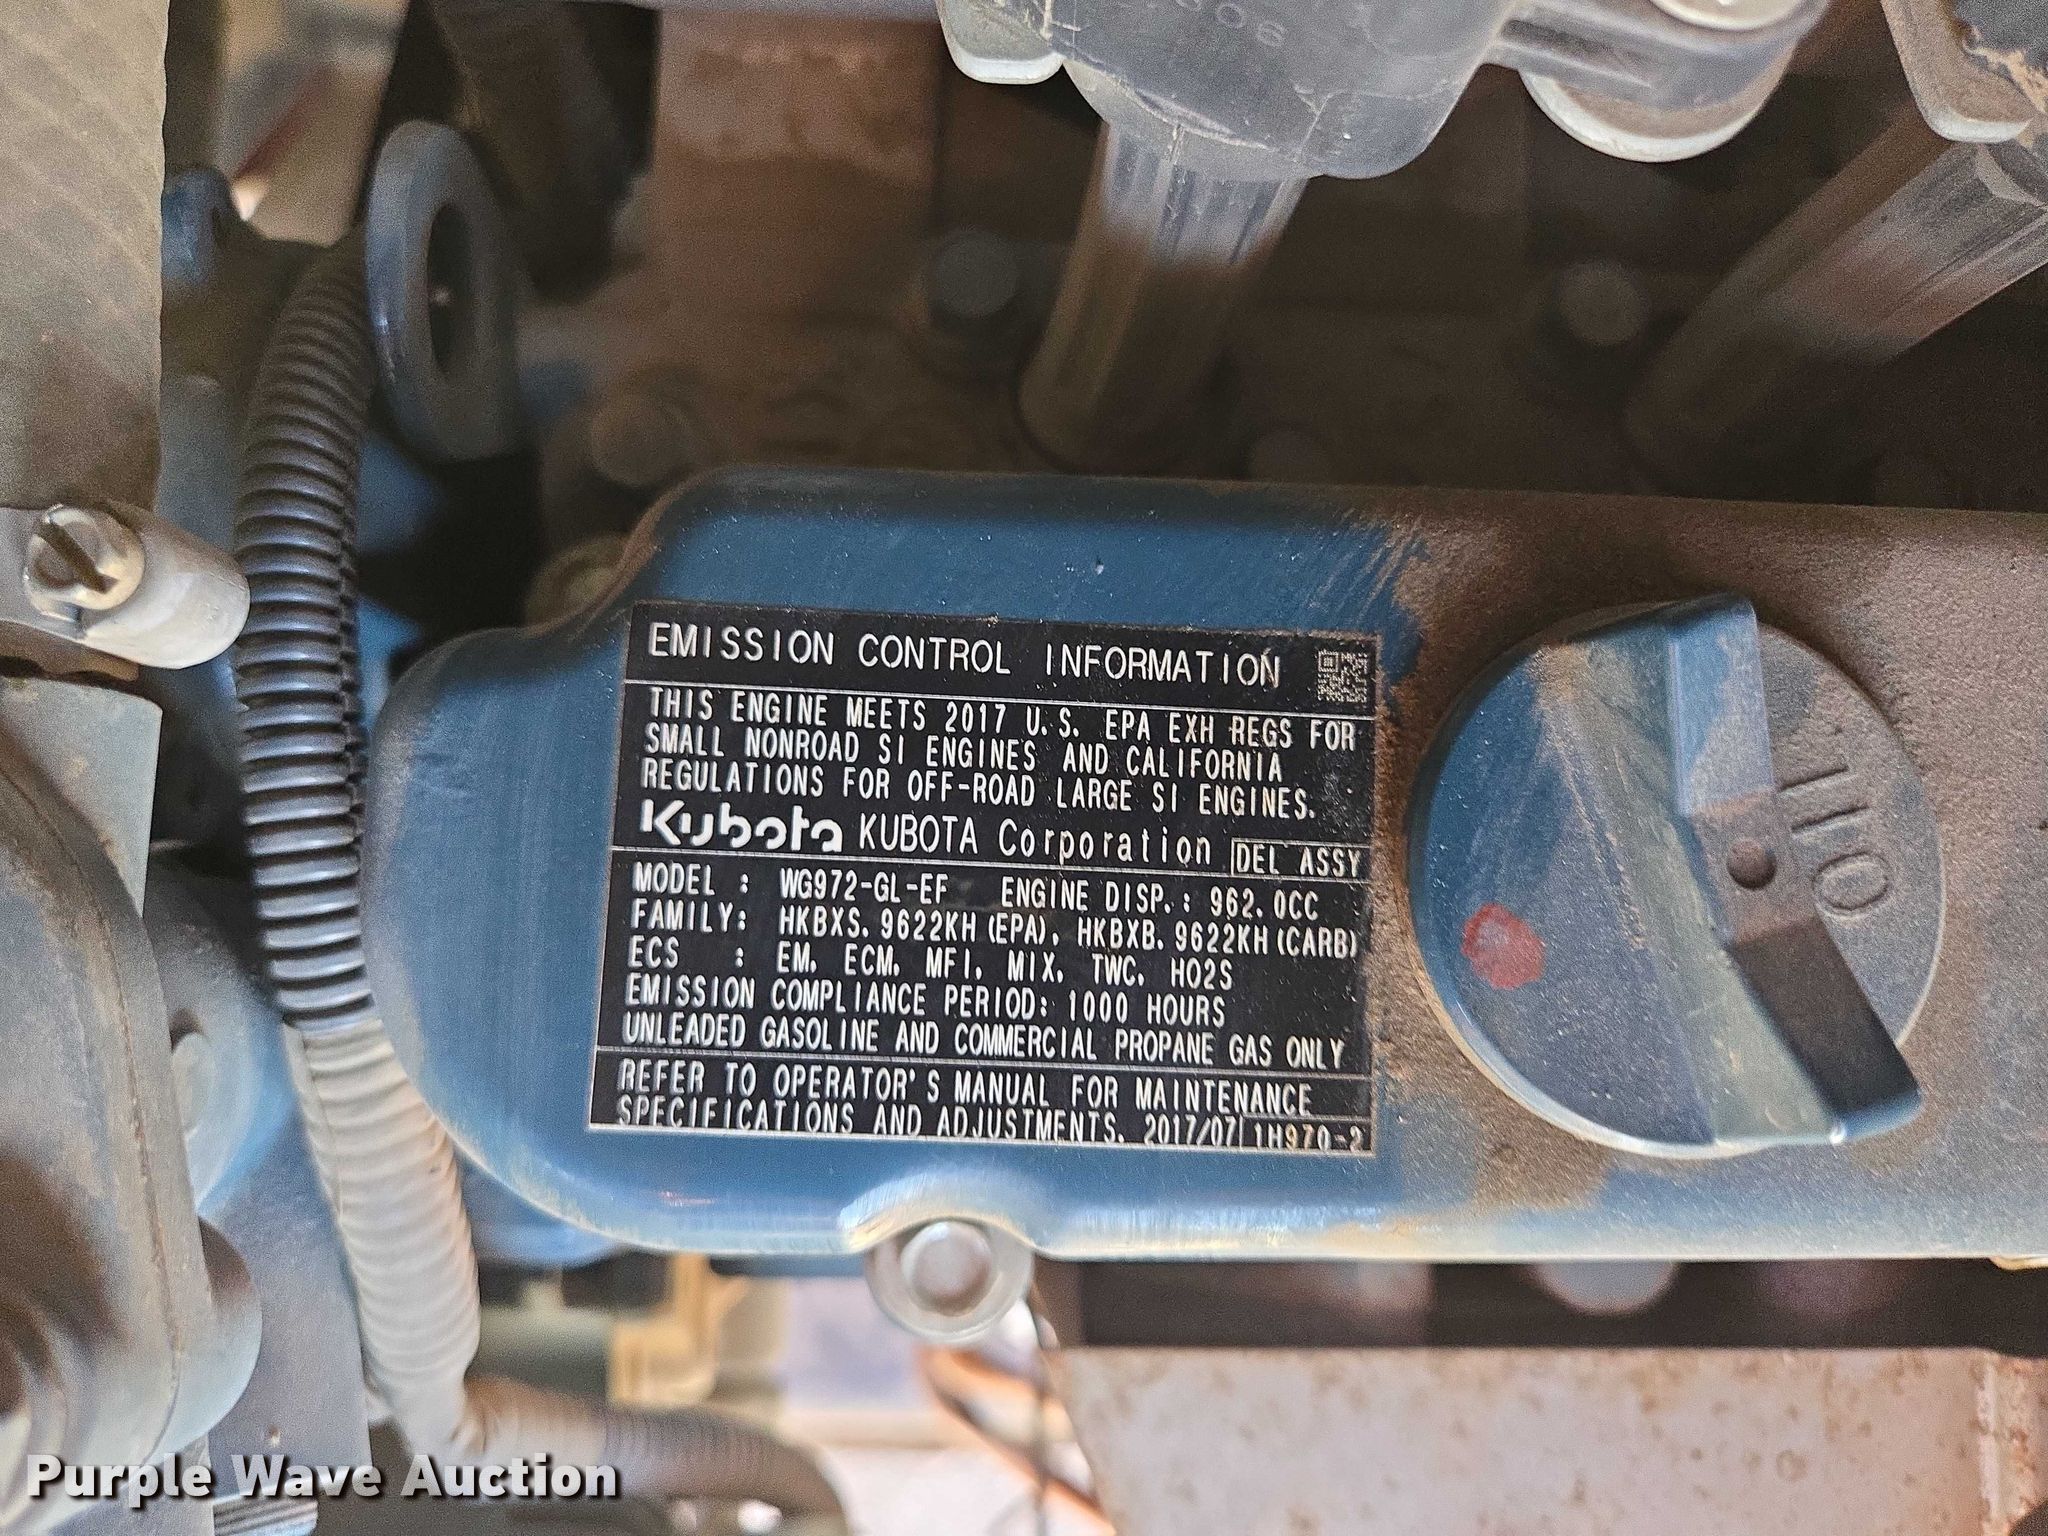 EMISSION CONTROL INFORMATION
THIS ENGINE MEETS 2017 U.S. EPA EXH REGS FOR
SMALL NONROAD SI ENGINES AND CALIFORNIA
REGULATIONS FOR OFF-ROAD LARGE SI ENGINES.
Kubota KUBOTA Corporation DEL ASSY
MODEL : WG972-GL-EF ENGINE DISP.: 962.0CC
FAMILY: HKBXS.9622KH(EPA), HKBXB.9622KH(CARB)
ECS : EM, ECM, MFI, MIX, TWC, HO2S
EMISSION COMPLIANCE PERIOD: 1000 HOURS
UNLEADED GASOLINE AND COMMERCIAL PROPANE GAS ONLY
REFER TO OPERATOR'S MANUAL FOR MAINTENANCE
SPECIFICATIONS AND ADJUSTMENTS. 2017/07 1H970-2
OIL
Purple Wave Auction